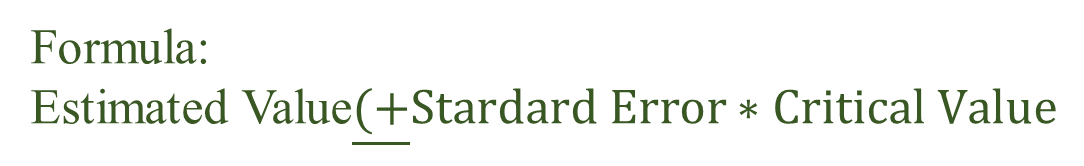 Formula:
Estimated Value(+Stardard Error * Critical Value